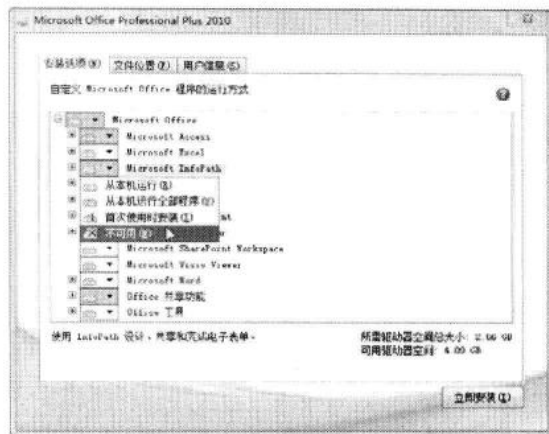 Microsoft Office Professional Plus 2010
安装选项(N) 文件位置(F) 用户信息(S)
自定义 Microsoft Office 程序的运行方式
Microsoft Office
Microsoft Access
Microsoft Excel
Microsoft InfoPath
从本机运行(R)
从本机运行全部程序(U)
首次使用时安装(I) nt
不可用(N) r
Microsoft SharePoint Workspace
Microsoft Visio Viewer
Microsoft Word
Office 共享功能
Office 工具
使用 InfoPath 设计、共享和完成电子表单。
所需驱动器空间总大小: 2.66 GB
可用驱动器空间: 4.09 GB
立即安装(I)